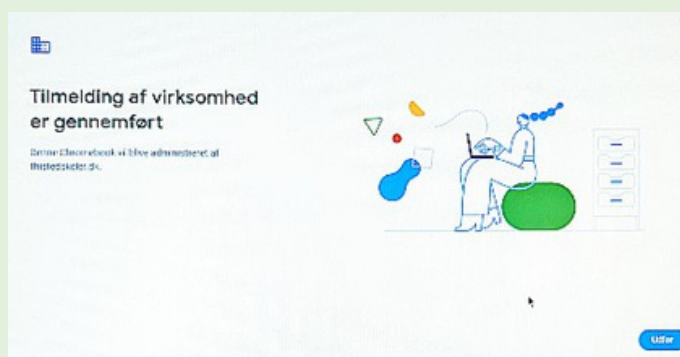 Tilmelding af virksomhed
er gennemført
Denne Chromebook vil blive administreret af
thistedskoler.dk.
Udfør